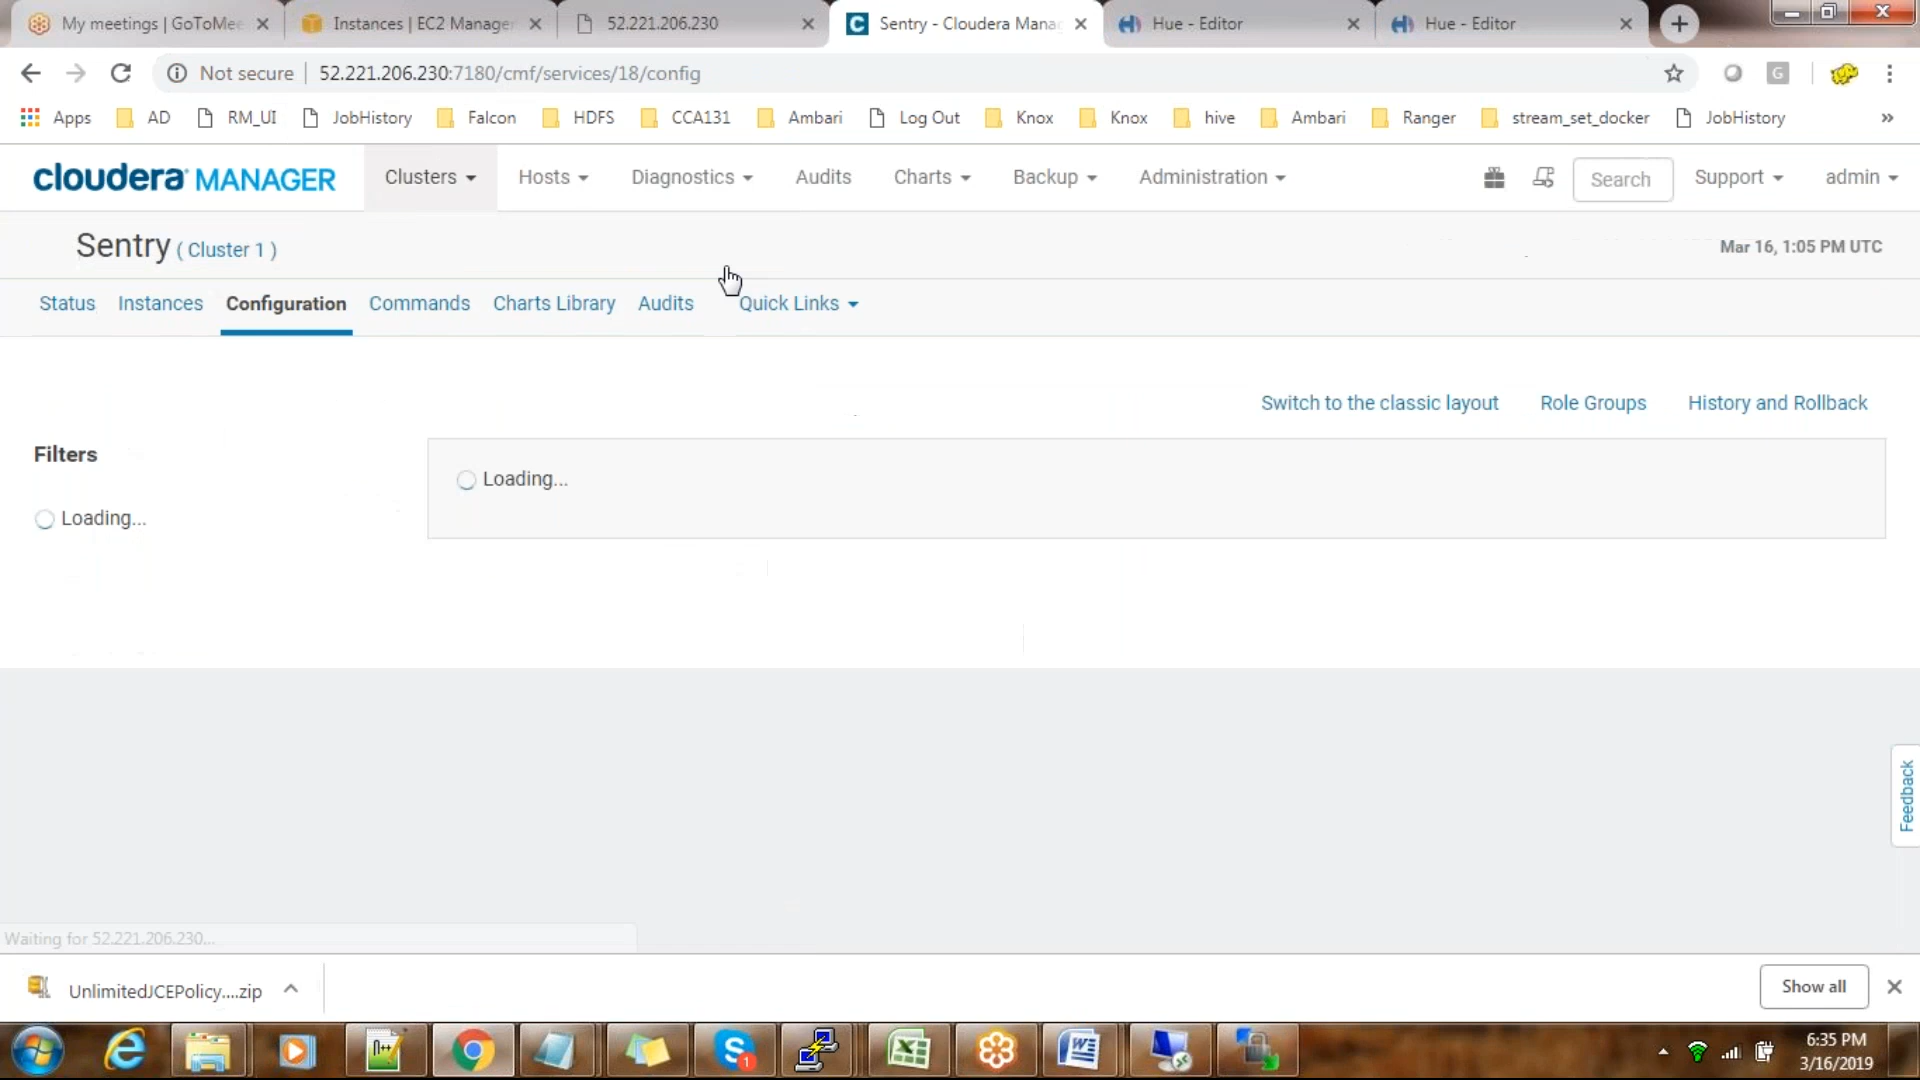 My meetings | GoToMee
Instances | EC2 Manager
52.221.206.230
Sentry - Cloudera Mana
Hue - Editor
Hue - Editor
Not secure
52.221.206.230:7180/cmf/services/18/config
G
Apps
AD
RM_UI
JobHistory
Falcon
HDFS
CCA131
Ambari
Log Out
Knox
Knox
hive
Ambari
Ranger
stream_set_docker
JobHistory
»
cloudera MANAGER
Clusters
Hosts
Diagnostics
Audits
Charts
Backup
Administration
Search
Support
admin
Sentry ( Cluster 1 )
Mar 16, 1:05 PM UTC
Status
Instances
Configuration
Commands
Charts Library
Audits
Quick Links
Switch to the classic layout
Role Groups
History and Rollback
Filters
Loading...
Loading...
Feedback
Waiting for 52.221.206.230...
UnlimitedJCEPolicy....zip
Show all
6:35 PM
3/16/2019